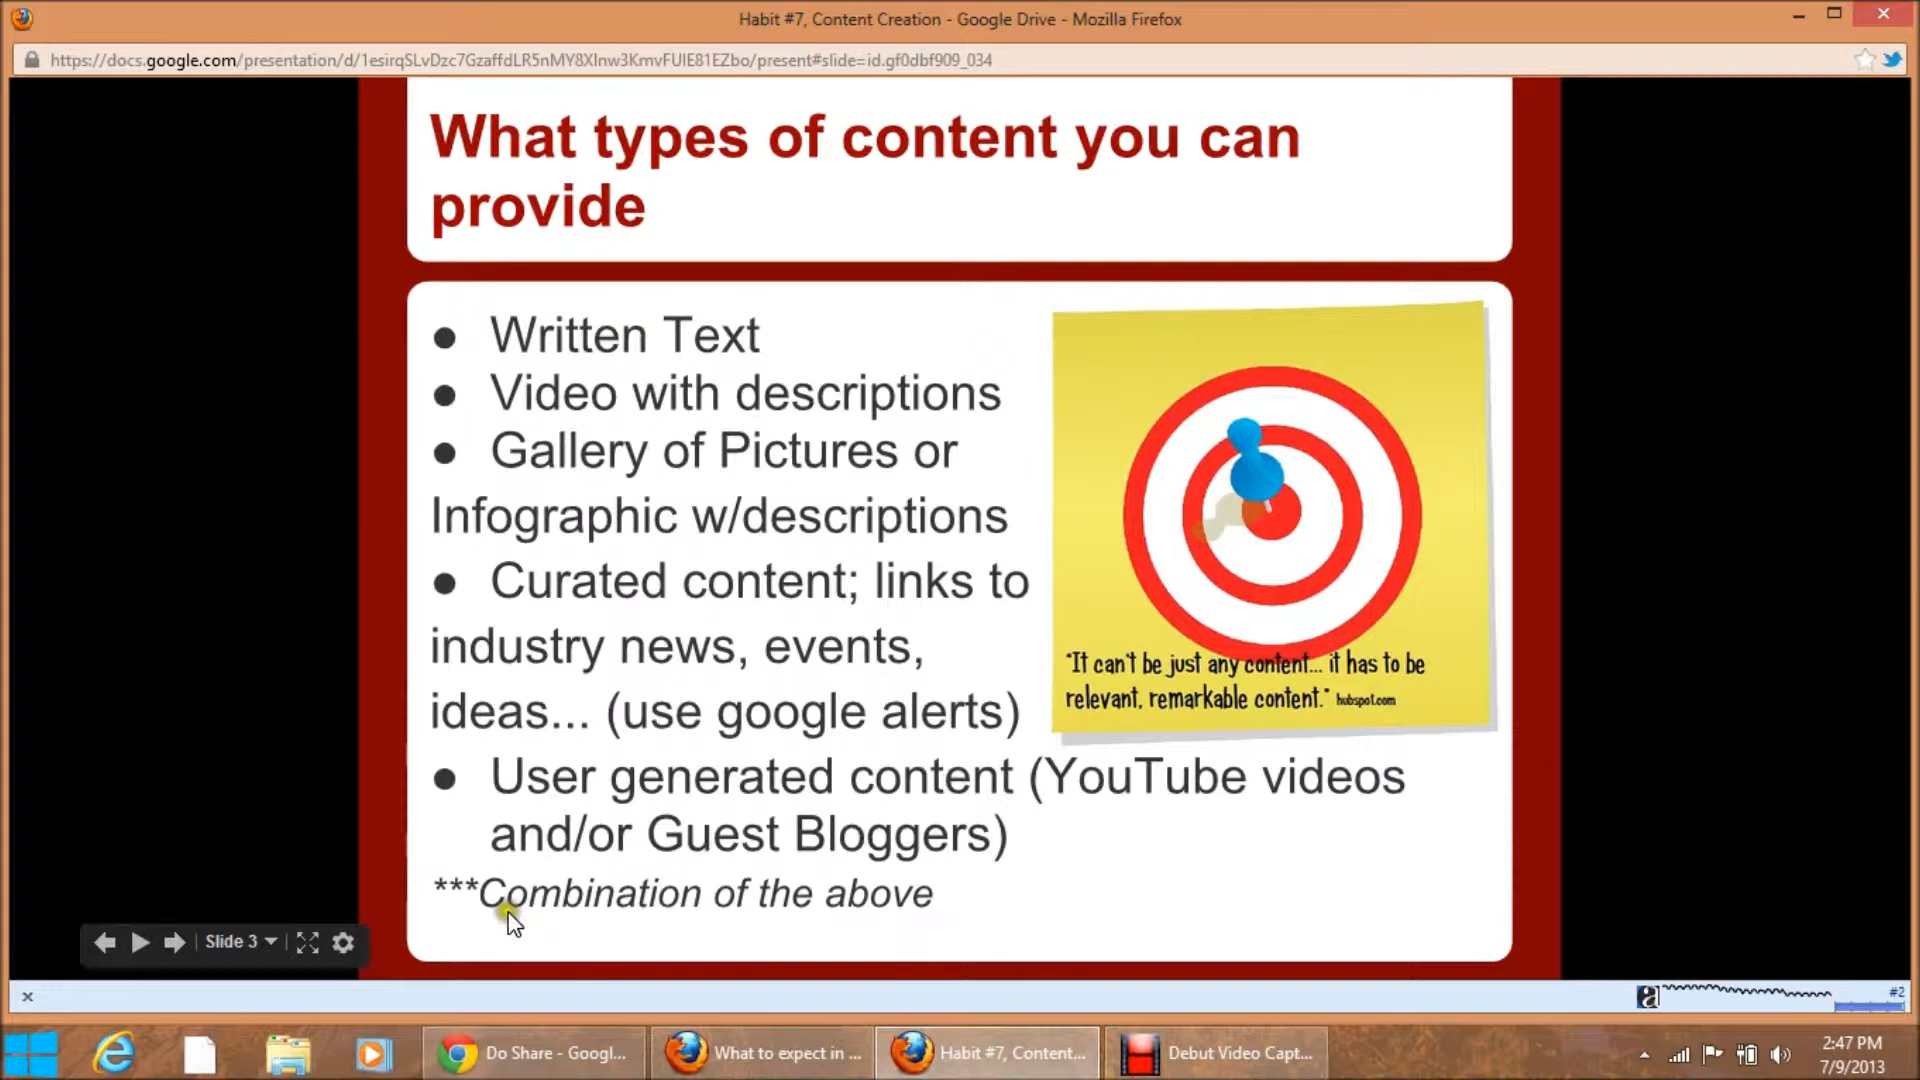 Habit #7, Content Creation - Google Drive - Mozilla Firefox
https://docs.google.com/presentation/d/1esirqSLvDzc7GzaffdLR5nMY8XInw3KmvFUIE81EZbo/present#slide=id.gf0dbf909_034
What types of content you can
provide
● Written Text
● Video with descriptions
● Gallery of Pictures or
Infographic w/descriptions
● Curated content; links to
industry news, events,
ideas... (use google alerts)
● User generated content (YouTube videos
and/or Guest Bloggers)
***Combination of the above
"It can't be just any content... it has to be
relevant, remarkable content." hubspot.com
Slide 3
#2
Do Share - Googl...
What to expect in ...
Habit #7, Content...
Debut Video Capt...
2:47 PM
7/9/2013